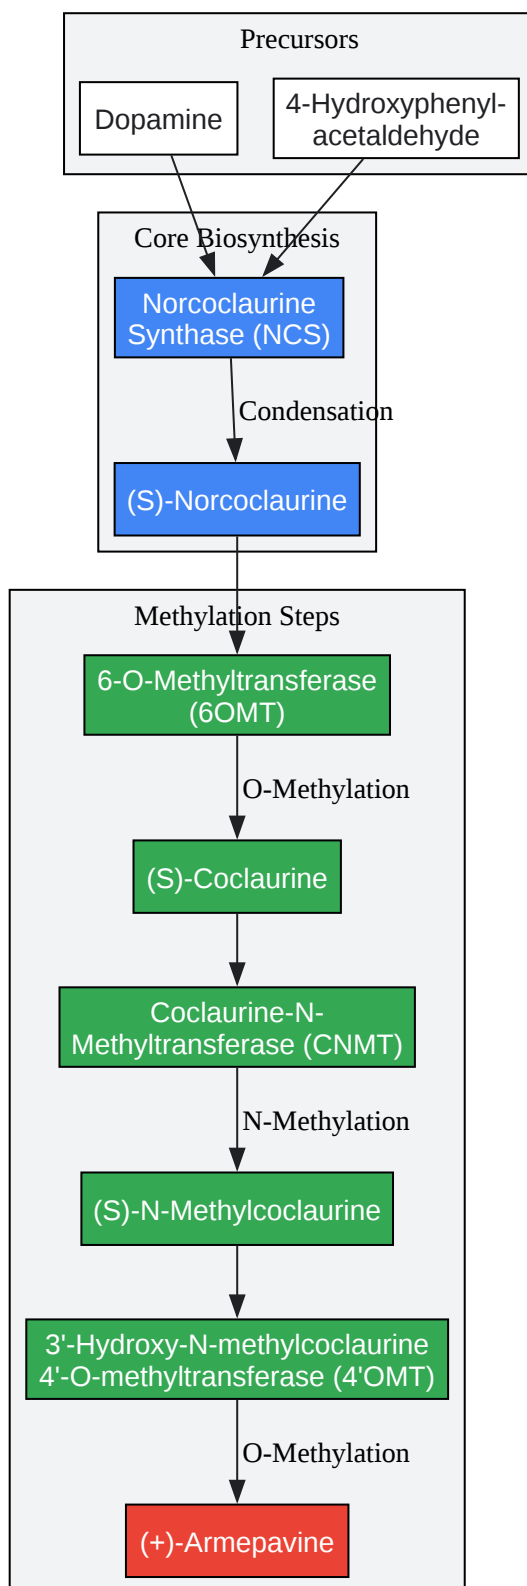 Precursors
Dopamine
4-Hydroxyphenyl-
acetaldehyde
Core Biosynthesis
Norcoclaurine
Synthase (NCS)
Condensation
(S)-Norcoclaurine
Methylation Steps
6-O-Methyltransferase
(6OMT)
O-Methylation
(S)-Coclaurine
Coclaurine-N-
Methyltransferase (CNMT)
N-Methylation
(S)-N-Methylcoclaurine
3'-Hydroxy-N-methylcoclaurine
4'-O-methyltransferase (4'OMT)
O-Methylation
(+)-Armepavine